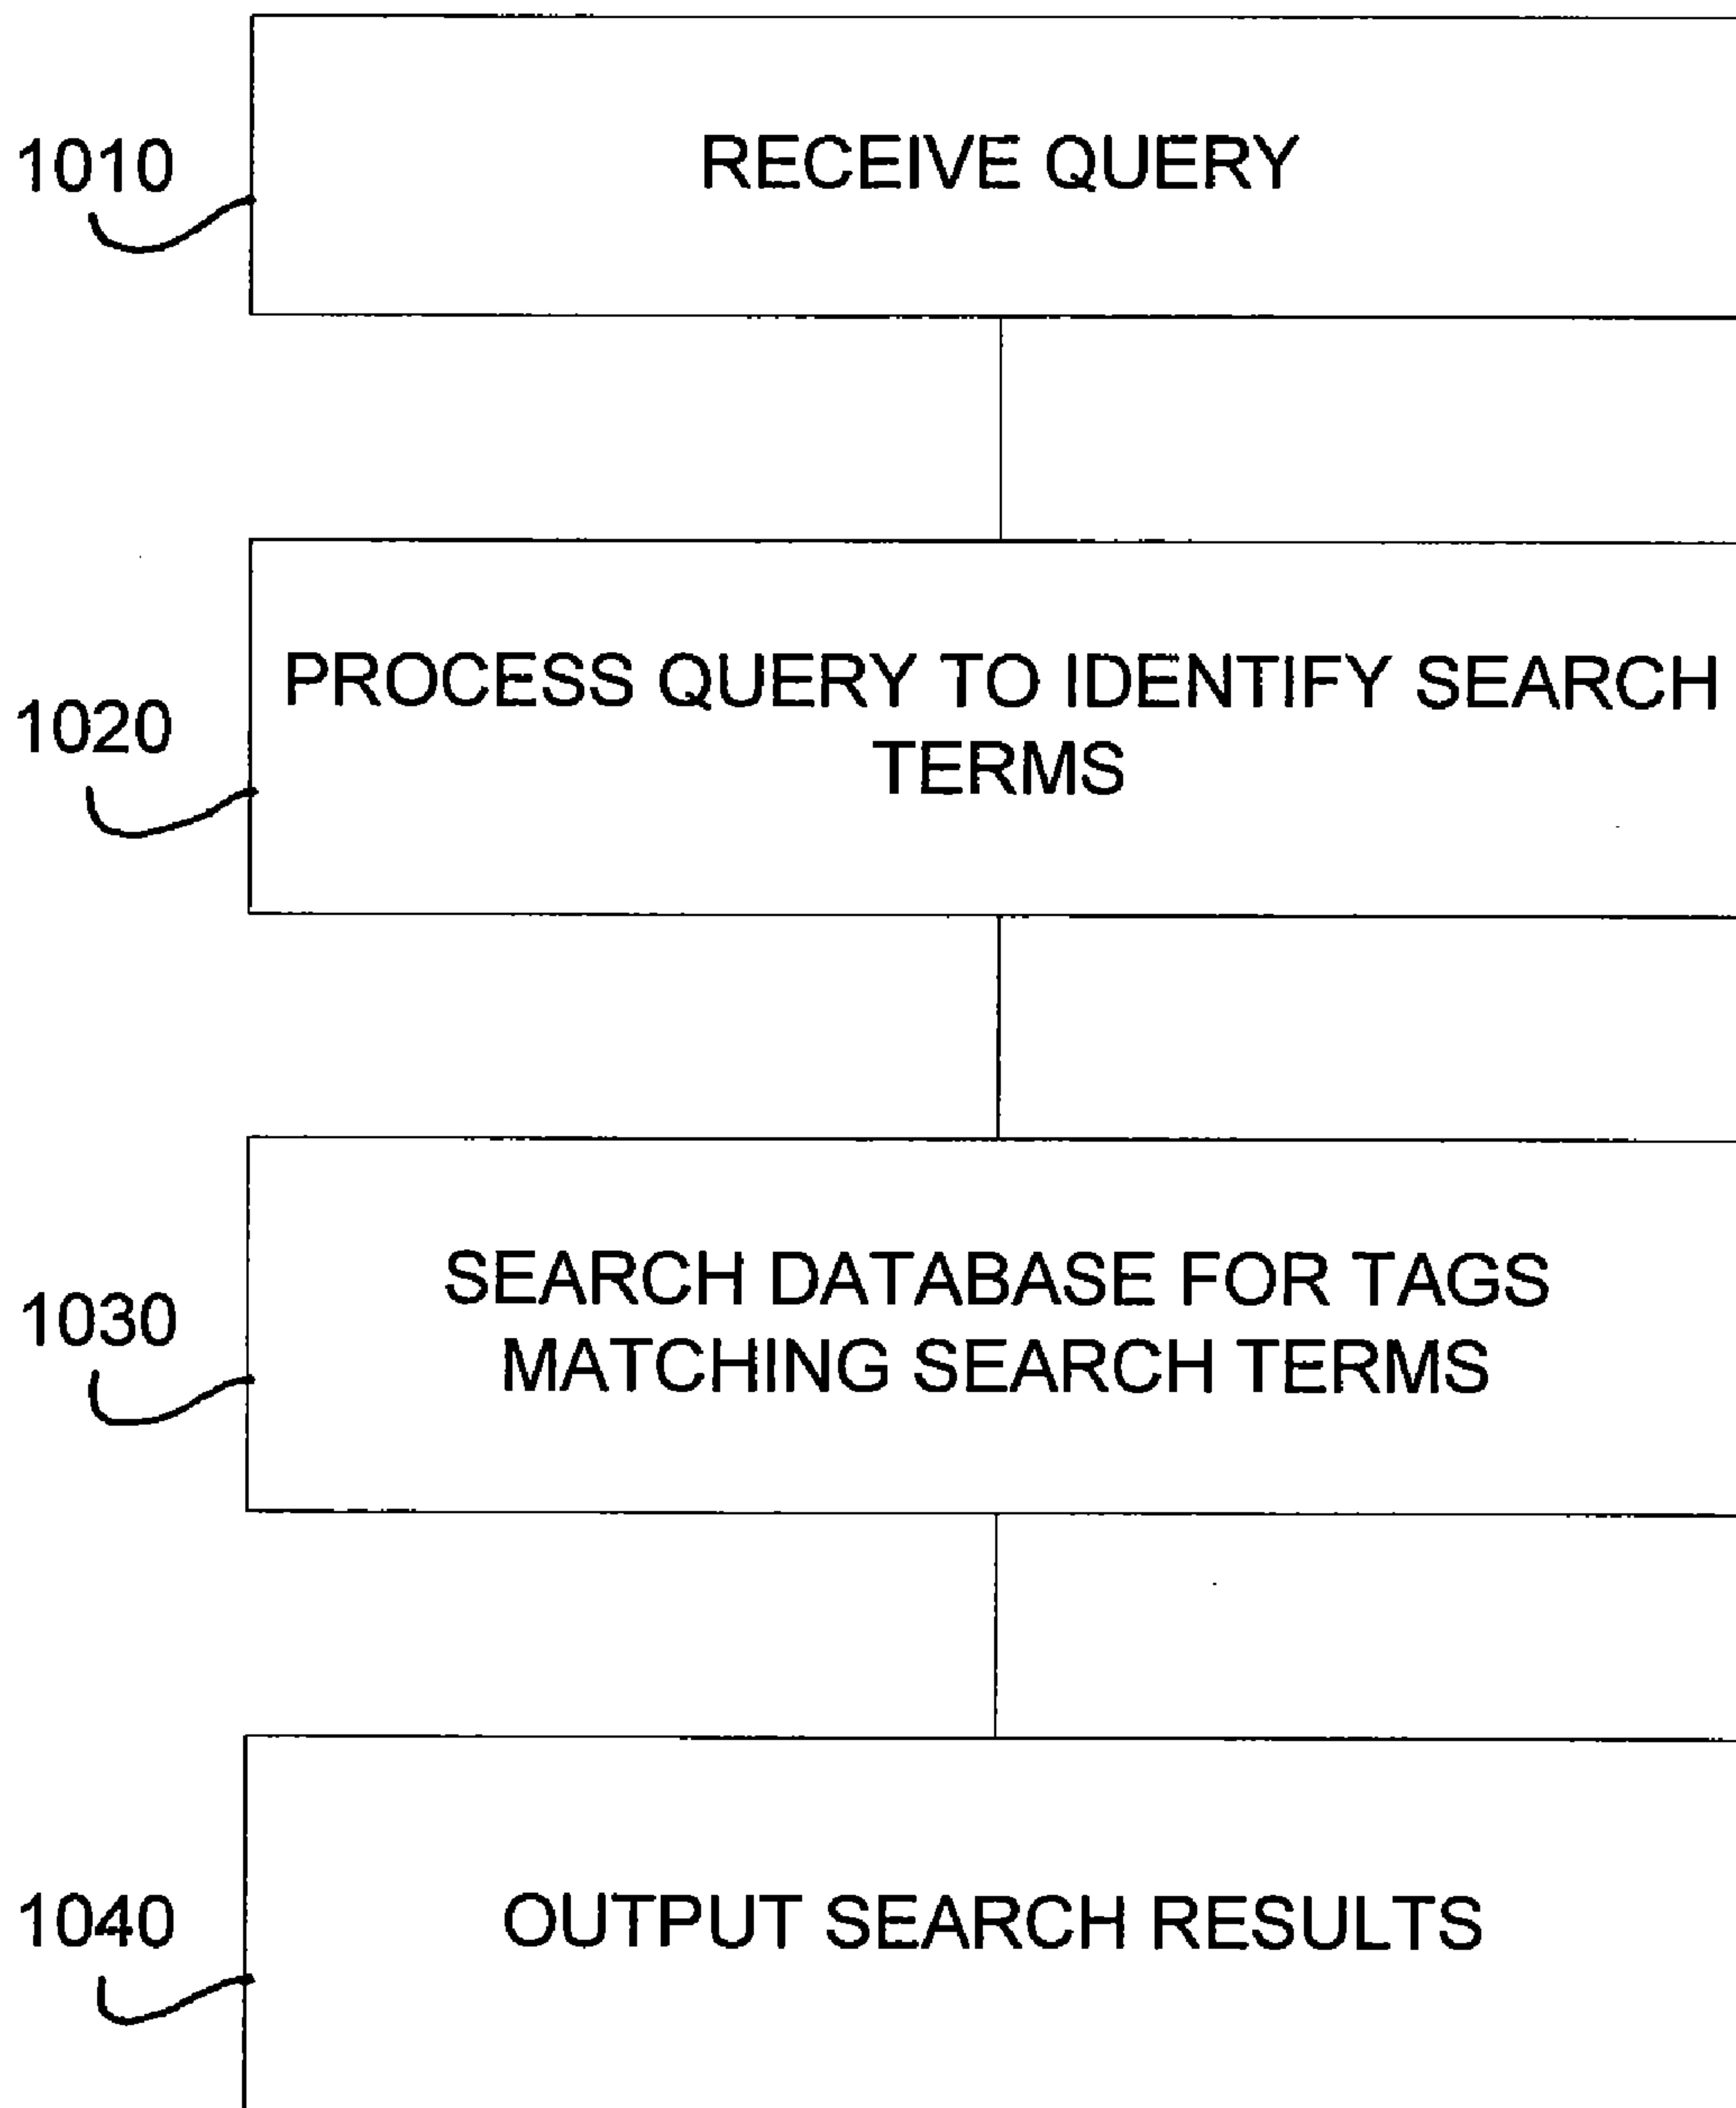 1010
RECEIVE QUERY
1020
PROCESS QUERY TO IDENTIFY SEARCH
TERMS
1030
SEARCH DATABASE FOR TAGS
MATCHING SEARCH TERMS
1040
OUTPUT SEARCH RESULTS